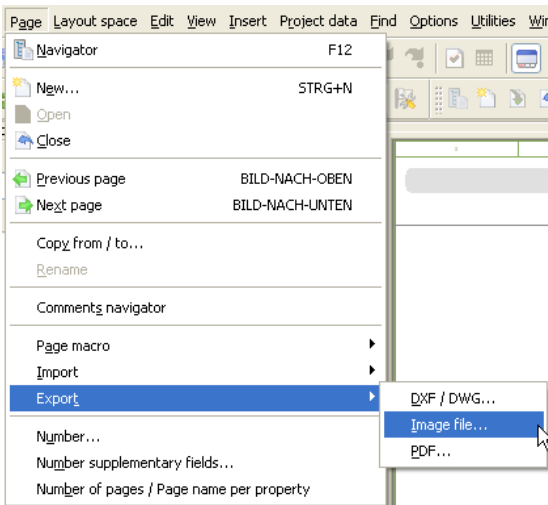 Page Layout space Edit View Insert Project data Find Options Utilities
Navigator F12
New... STRG+N
Open
Close
Previous page BILD-NACH-OBEN
Next page BILD-NACH-UNTEN
Copy from / to...
Rename
Comments navigator
Page macro
Import
Export
DXF / DWG...
Image file...
PDF...
Number...
Number supplementary fields...
Number of pages / Page name per property